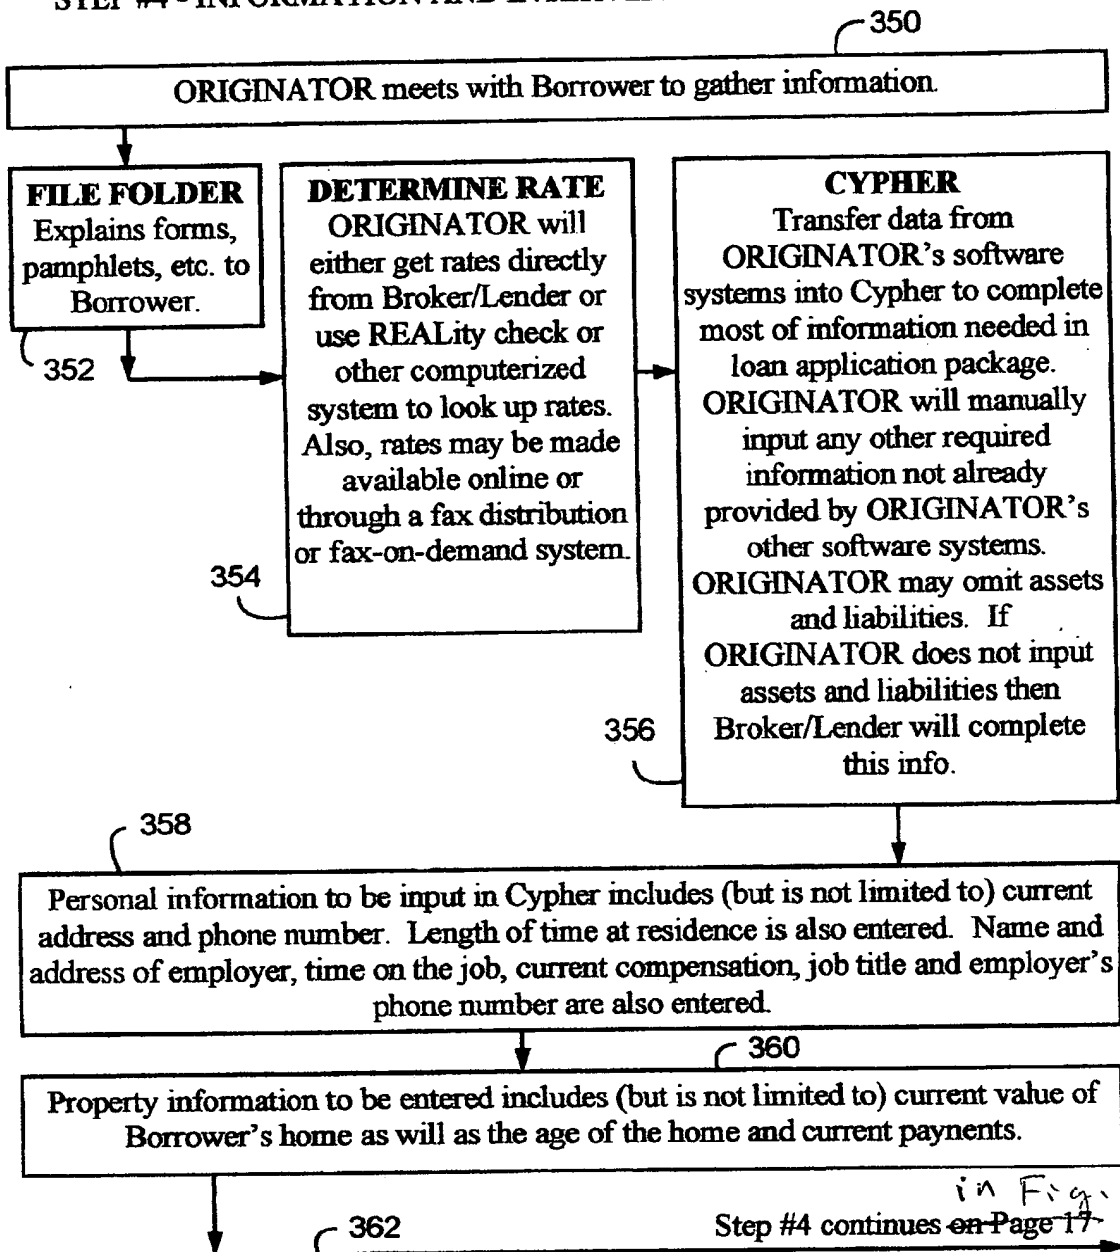 STEP #4 - INFORMATION AND
350
ORIGINATOR meets with Borrower to gather information.
FILE FOLDER
Explains forms,
pamphlets, etc. to
Borrower.
352
DETERMINE RATE
ORIGINATOR will
either get rates directly
from Broker/Lender or
use REALity check or
other computerized
system to look up rates.
Also, rates may be made
available online or
through a fax distribution
or fax-on-demand system.
354
CYPHER
Transfer data from
ORIGINATOR's software
systems into Cypher to complete
most of information needed in
loan application package.
ORIGINATOR will manually
input any other required
information not already
provided by ORIGINATOR's
other software systems.
ORIGINATOR may omit assets
and liabilities. If
ORIGINATOR does not input
assets and liabilities then
Broker/Lender will complete
this info.
356
358
Personal information to be input in Cypher includes (but is not limited to) current
address and phone number. Length of time at residence is also entered. Name and
address of employer, time on the job, current compensation, job title and employer's
phone number are also entered.
360
Property information to be entered includes (but is not limited to) current value of
Borrower's home as will as the age of the home and current paynents.
in Fig.
Step #4 continues on Page 17
362